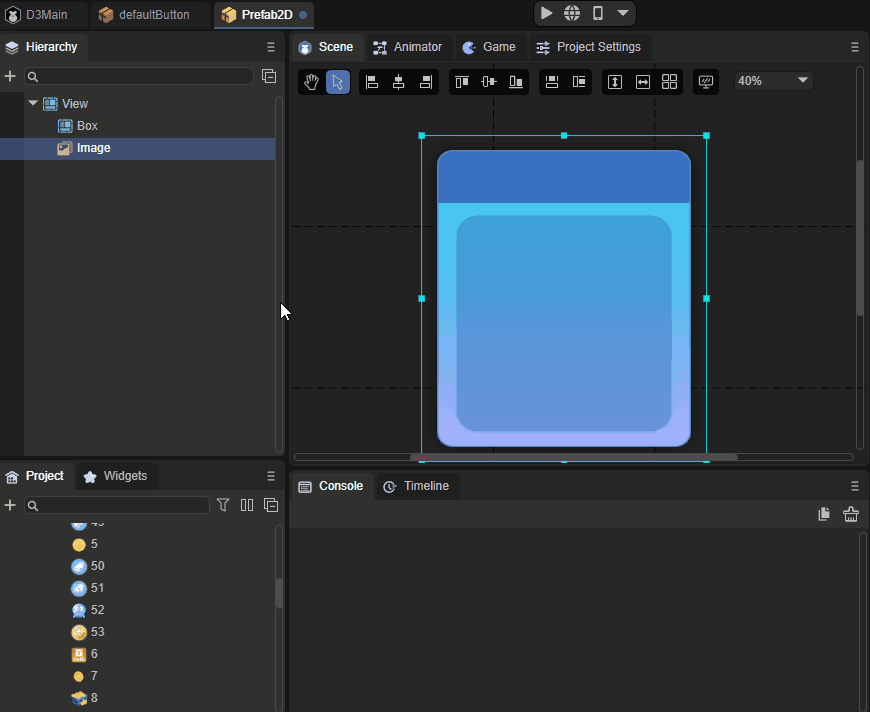 D3Main
defaultButton
Prefab2D
Hierarchy
Scene
Animator
Game
Project Settings
40%
View
Box
Image
Project
Widgets
Console
Timeline
5
50
51
52
53
6
7
8